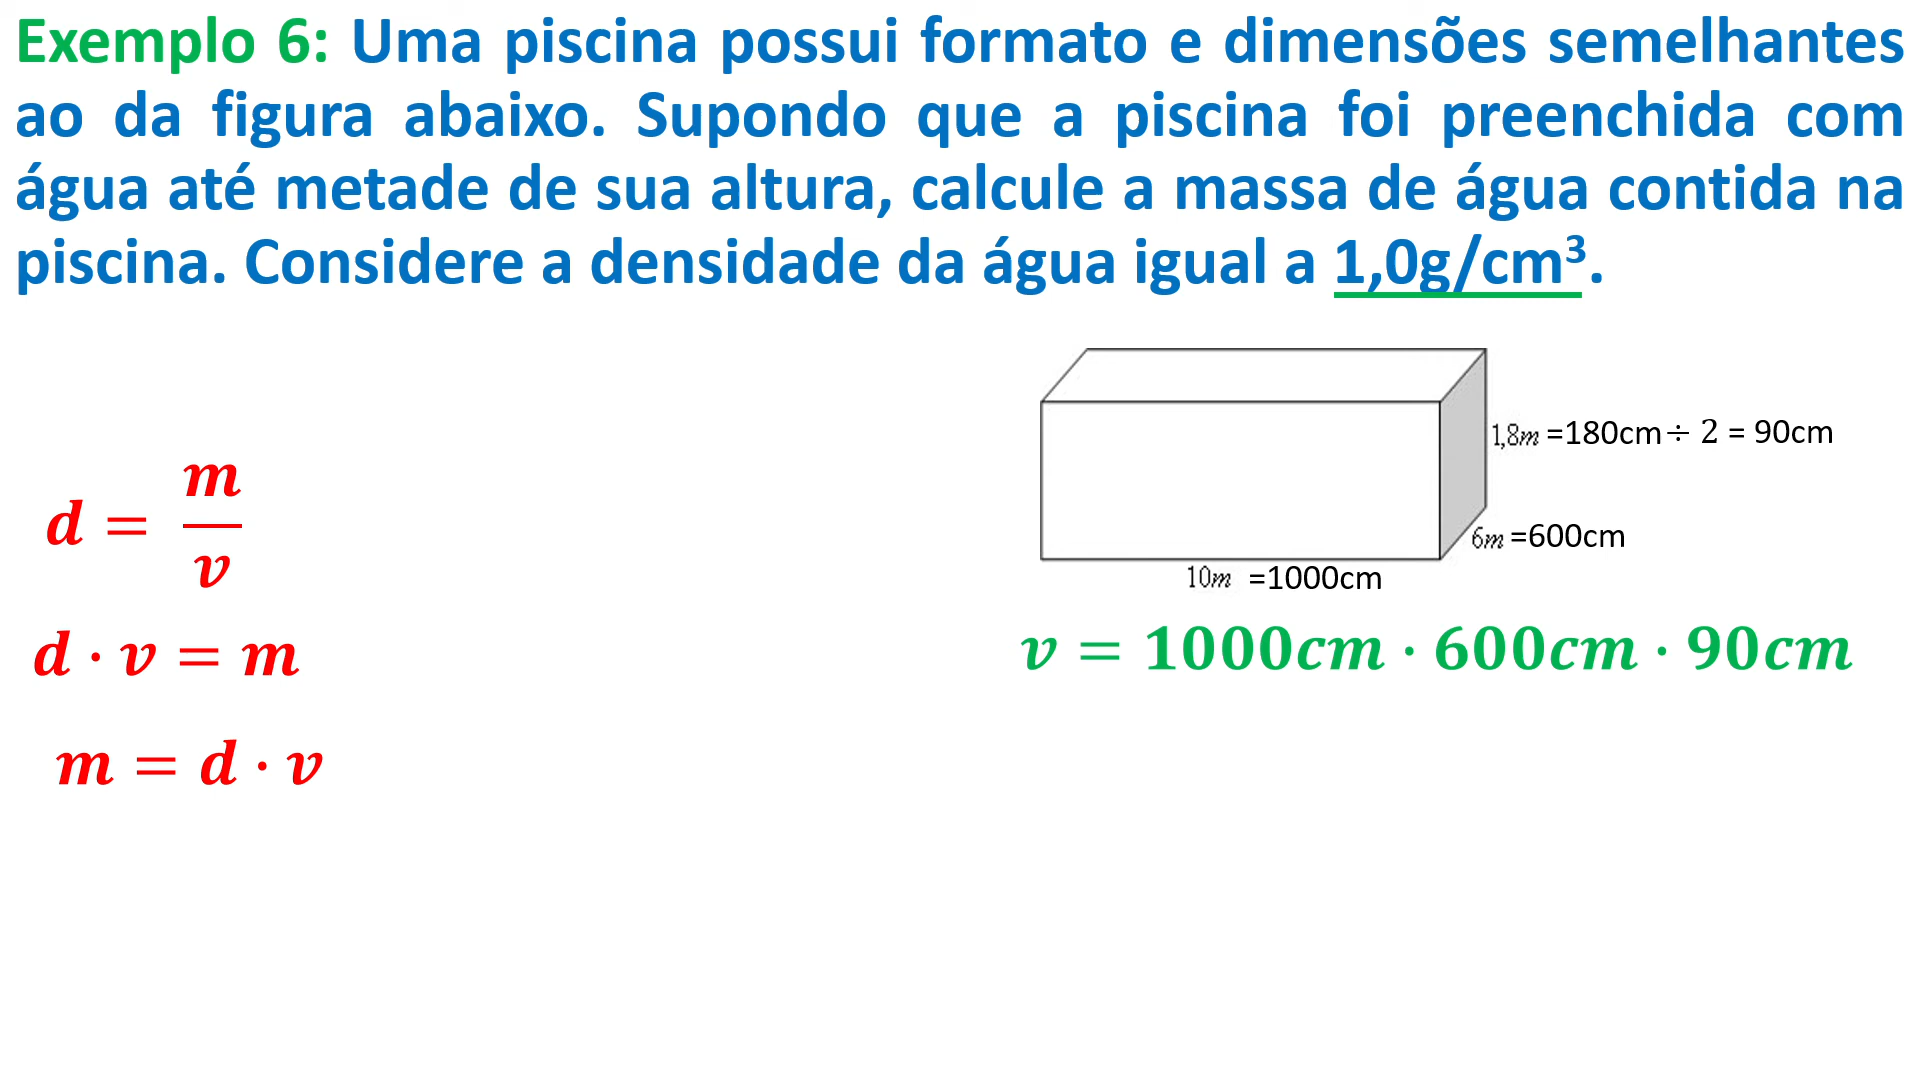 Exemplo 6: Uma piscina possui formato e dimensões semelhantes
ao da figura abaixo. Supondo que a piscina foi preenchida com
água até metade de sua altura, calcule a massa de água contida na
piscina. Considere a densidade da água igual a 1,0g/cm³.
1,8m =180cm ÷ 2 = 90cm
6m =600cm
10m =1000cm
d = m/v
d · v = m
m = d · v
v = 1000cm · 600cm · 90cm